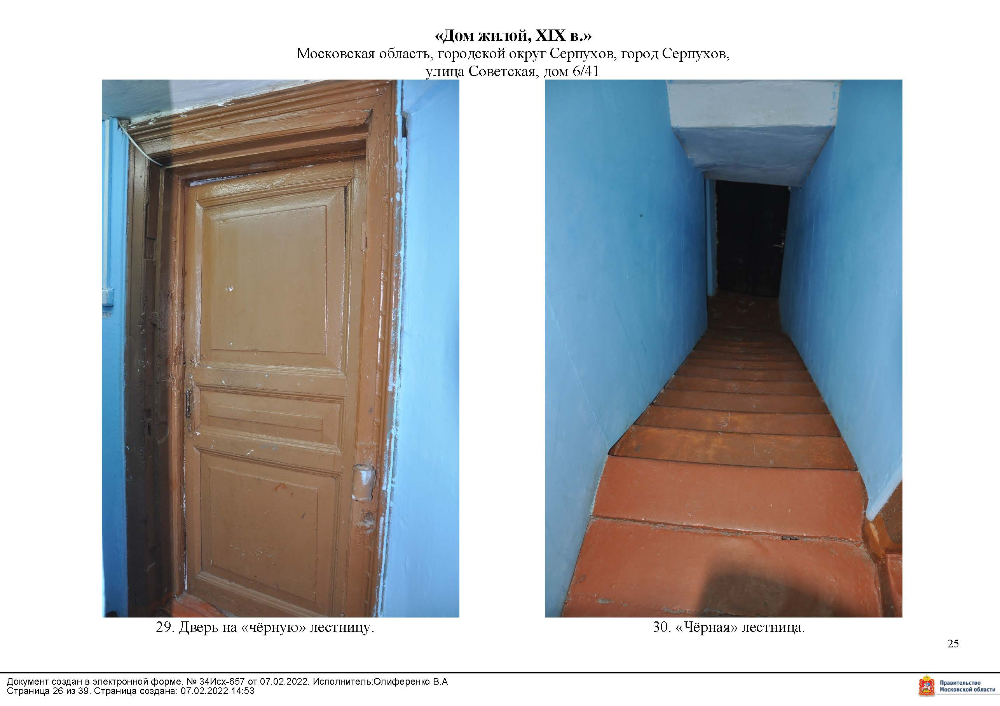 «Дом жилой, XIX в.»
Московская область, городской округ Серпухов, город Серпухов,
улица Советская, дом 6/41
220 В
29. Дверь на «чёрную» лестницу.
30. «Чёрная» лестница.
25
Документ создан в электронной форме. № 34Исх-657 от 07.02.2022. Исполнитель:Олиференко В.А
Страница 26 из 39. Страница создана: 07.02.2022 14:53
Правительство
Московской области